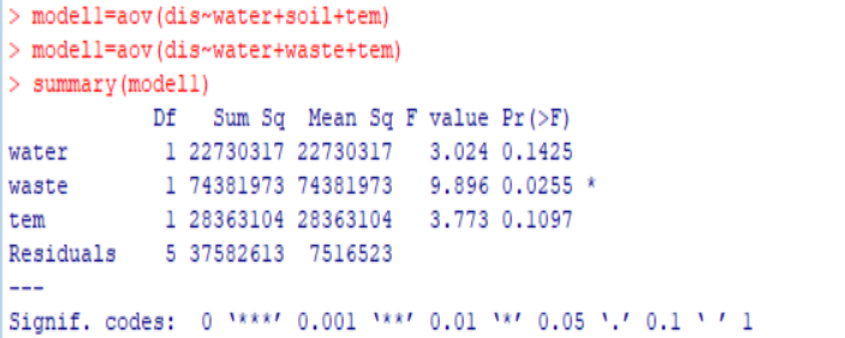 > model1=aov(dis~water+soil+tem)
> model1=aov(dis~water+waste+tem)
> summary(model1)
            Df   Sum Sq  Mean Sq F value Pr(>F)
water        1 22730317 22730317   3.024 0.1425
waste        1 74381973 74381973   9.896 0.0255 *
tem          1 28363104 28363104   3.773 0.1097
Residuals    5 37582613  7516523
---
Signif. codes:  0 ‘***’ 0.001 ‘**’ 0.01 ‘*’ 0.05 ‘.’ 0.1 ‘ ’ 1